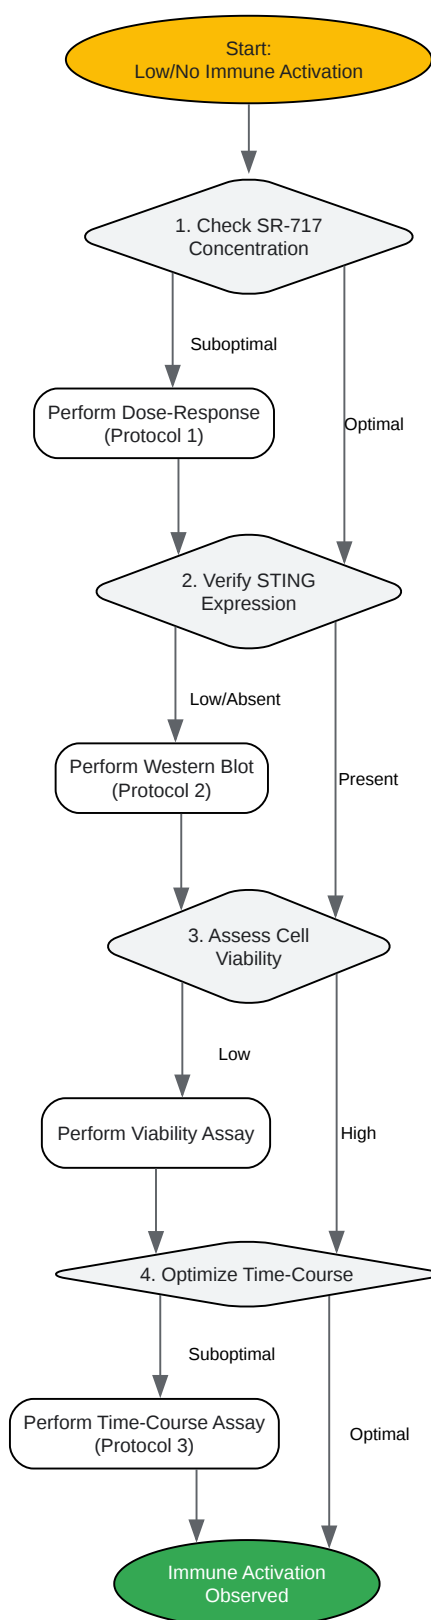 Start:
Low/No Immune Activation
1. Check SR-717
Concentration
Suboptimal
Optimal
Perform Dose-Response
(Protocol 1)
2. Verify STING
Expression
Low/Absent
Present
Perform Western Blot
(Protocol 2)
3. Assess Cell
Viability
Low
High
Perform Viability Assay
4. Optimize Time-Course
Suboptimal
Optimal
Perform Time-Course Assay
(Protocol 3)
Immune Activation
Observed